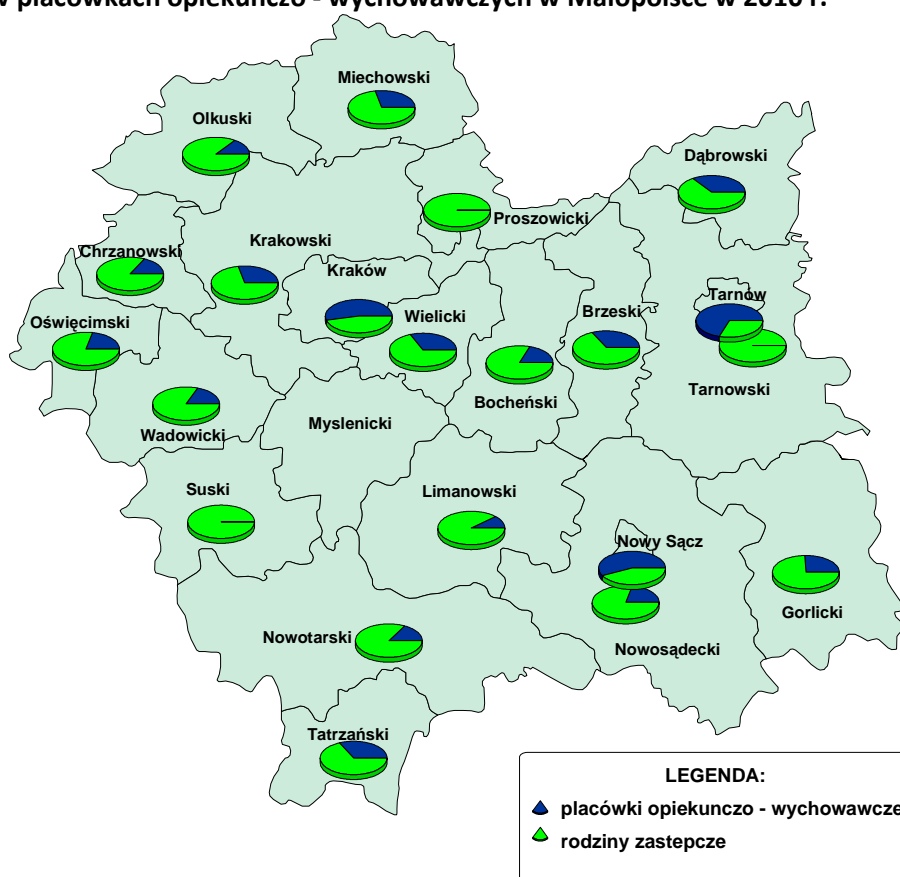 w placówkach opiekunczo - wychowawczych w Małopolsce w 2010 r.
Miechowski
Olkuski
Dąbrowski
Proszowicki
Krakowski
Chrzanowski
Kraków
Tarnów
Oświęcimski
Wielicki
Brzeski
Tarnowski
Bocheński
Myslenicki
Wadowicki
Suski
Limanowski
Nowy Sącz
Gorlicki
Nowotarski
Nowosądecki
Tatrzański
LEGENDA:
placówki opiekunczo - wychowawcze
rodziny zastepcze